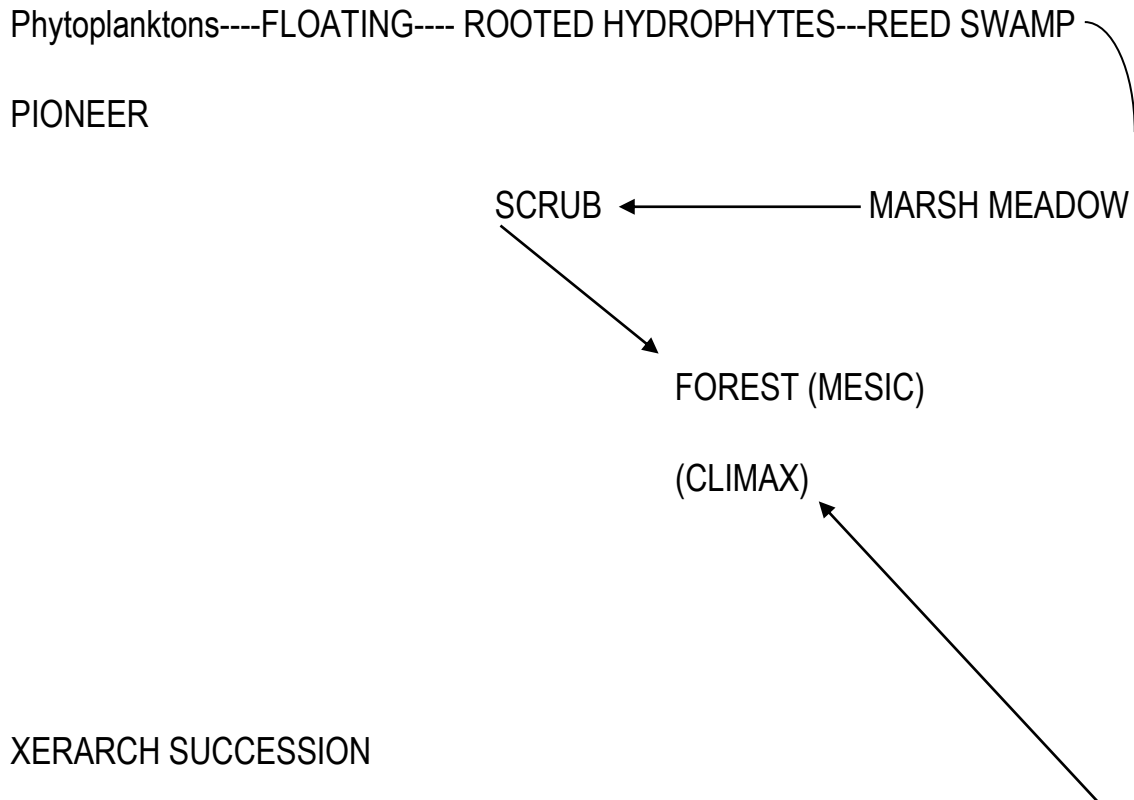 Phytoplanktons----FLOATING---- ROOTED HYDROPHYTES---REED SWAMP
PIONEER
SCRUB MARSH MEADOW
FOREST (MESIC)
(CLIMAX)
XERARCH SUCCESSION